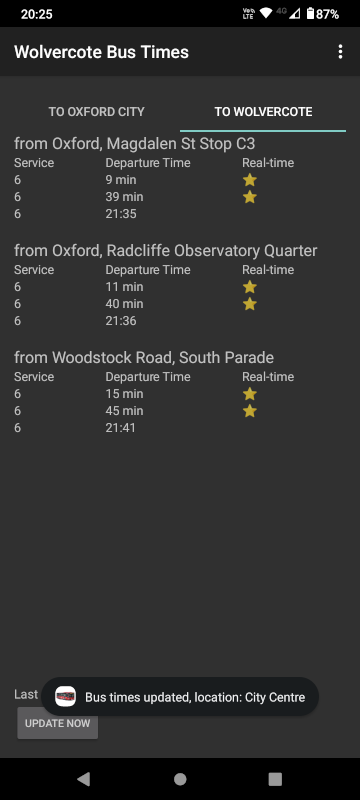 20:25 VoLTE 4G 87%
Wolvercote Bus Times
TO OXFORD CITY TO WOLVERCOTE
from Oxford, Magdalen St Stop C3
Service Departure Time Real-time
6 9 min
6 39 min
6 21:35
from Oxford, Radcliffe Observatory Quarter
Service Departure Time Real-time
6 11 min
6 40 min
6 21:36
from Woodstock Road, South Parade
Service Departure Time Real-time
6 15 min
6 45 min
6 21:41
Last
Bus times updated, location: City Centre
UPDATE NOW